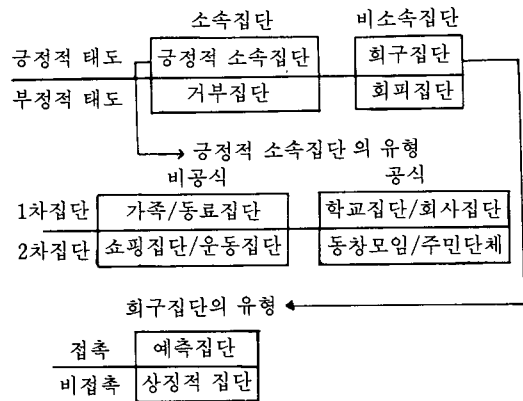 소속집단 비소속집단
긍정적 태도 긍정적 소속집단 희구집단
부정적 태도 거부집단 회피집단
긍정적 소속집단의 유형
비공식 공식
1차집단 가족/동료집단 학교집단/회사집단
2차집단 쇼핑집단/운동집단 동창모임/주민단체
희구집단의 유형
접촉 예측집단
비접촉 상징적 집단